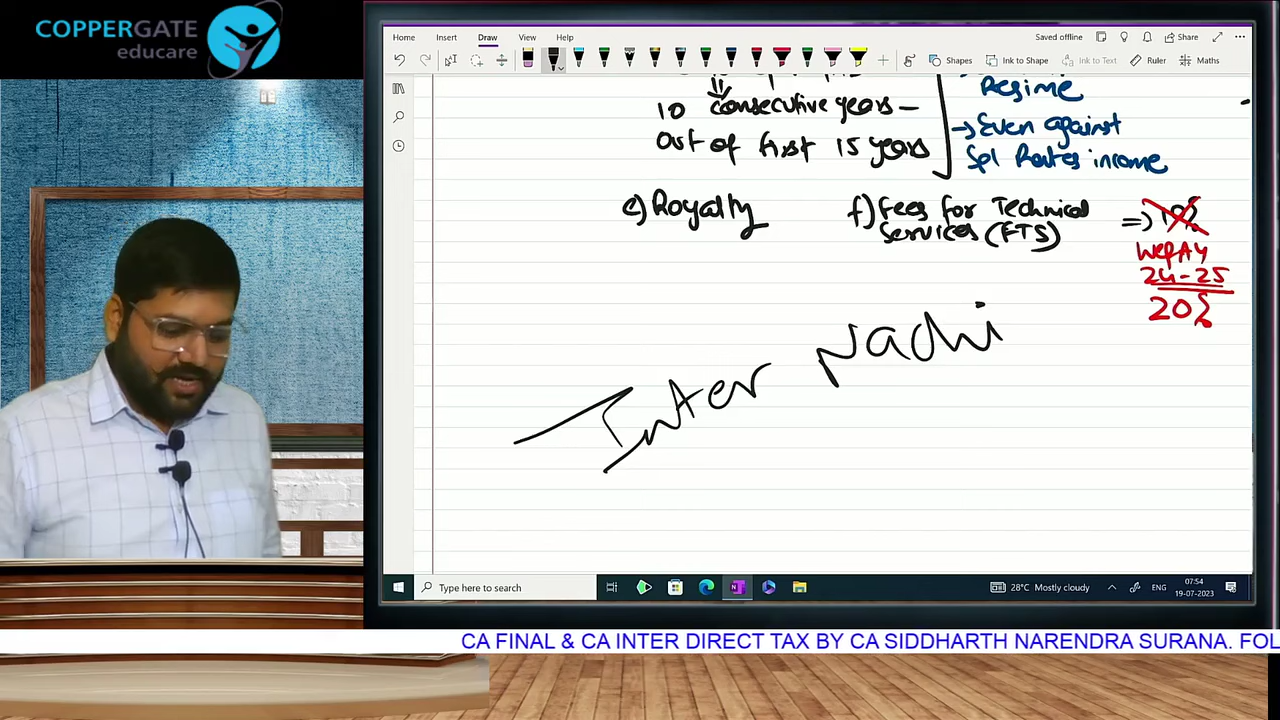 COPPERGATE
educare
Home Insert Draw View Help
Saved offline
Share
Shapes
Ink to Shape
Ink to Text
Ruler
Maths
Regime
10 consecutive years –
→ Even against
Out of first 15 years
Spl Rates income
e) Royalty
f) Fees for Technical
Services (FTS)
=> 10%
wef AY
24-25
20%
Inter Nadhi
Type here to search
28°C Mostly cloudy
ENG
07:54
19-07-2023
CA FINAL & CA INTER DIRECT TAX BY CA SIDDHARTH NARENDRA SURANA. FOL